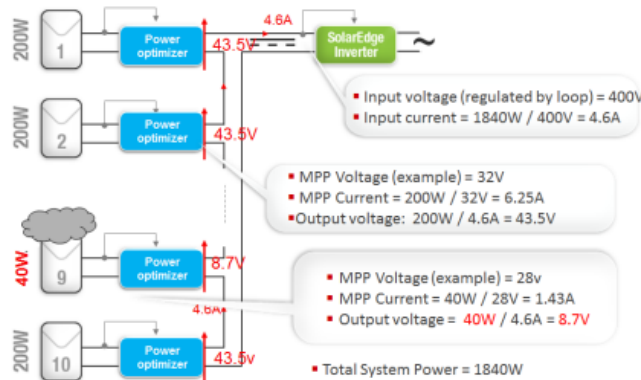 200W
1
Power
optimizer
43.5V
4.6A
SolarEdge
Inverter
~
Input voltage (regulated by loop) = 400V
Input current = 1840W / 400V = 4.6A
200W
2
Power
optimizer
43.5V
MPP Voltage (example) = 32V
MPP Current = 200W / 32V = 6.25A
Output voltage: 200W / 4.6A = 43.5V
40W
9
Power
optimizer
8.7V
4.6A
MPP Voltage (example) = 28v
MPP Current = 40W / 28V = 1.43A
Output voltage = 40W / 4.6A = 8.7V
200W
10
Power
optimizer
43.5v
Total System Power = 1840W